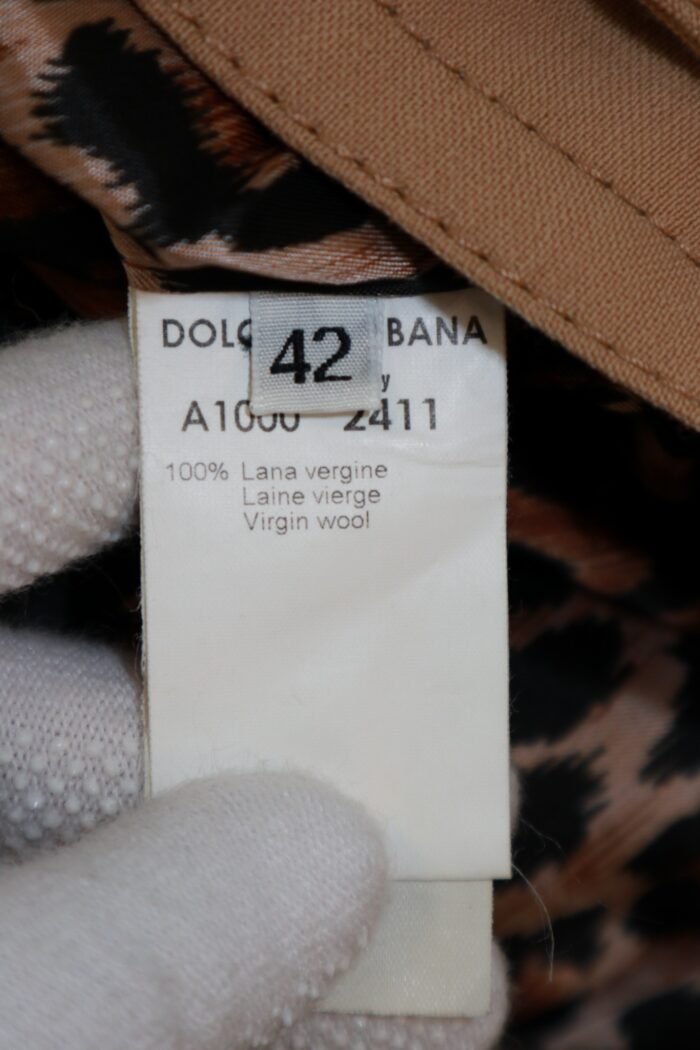 DOLC BANA
42
y
A1000 2411
100% Lana vergine
Laine vierge
Virgin wool